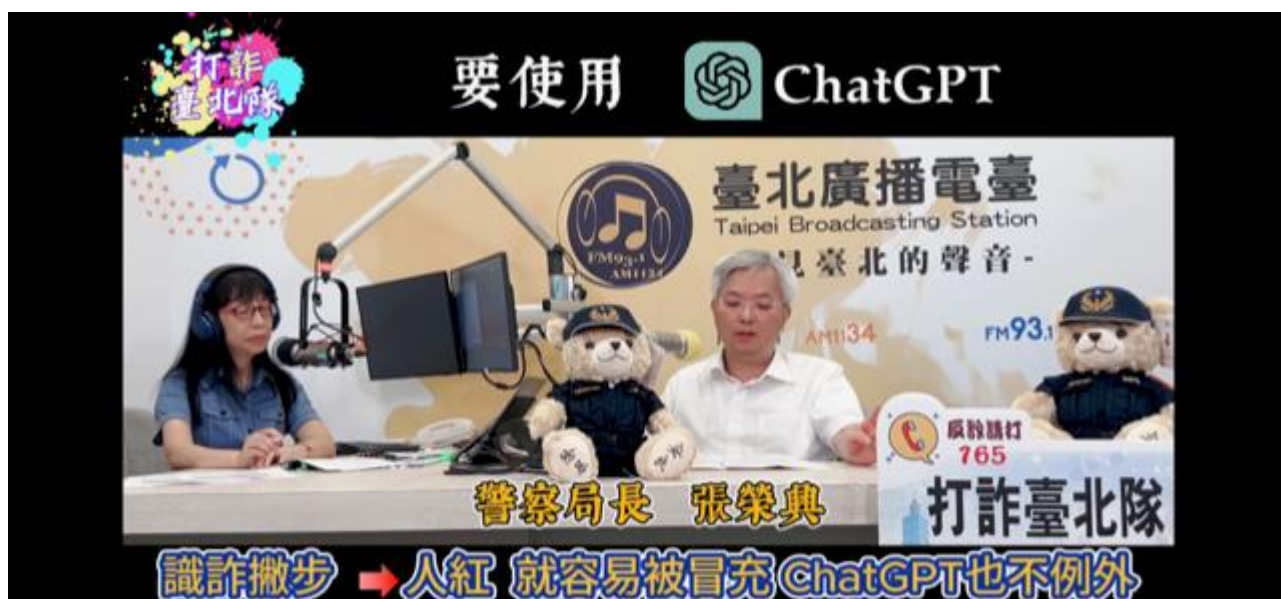 打詐
臺北隊
要使用 ChatGPT
臺北廣播電臺
Taipei Broadcasting Station
見臺北的聲音-
FM93.1
AM1134
AM1134
FM93.1
反詐請打
165
打詐臺北隊
警察局長 張榮興
識詐撇步 ➡人紅 就容易被冒充 ChatGPT也不例外